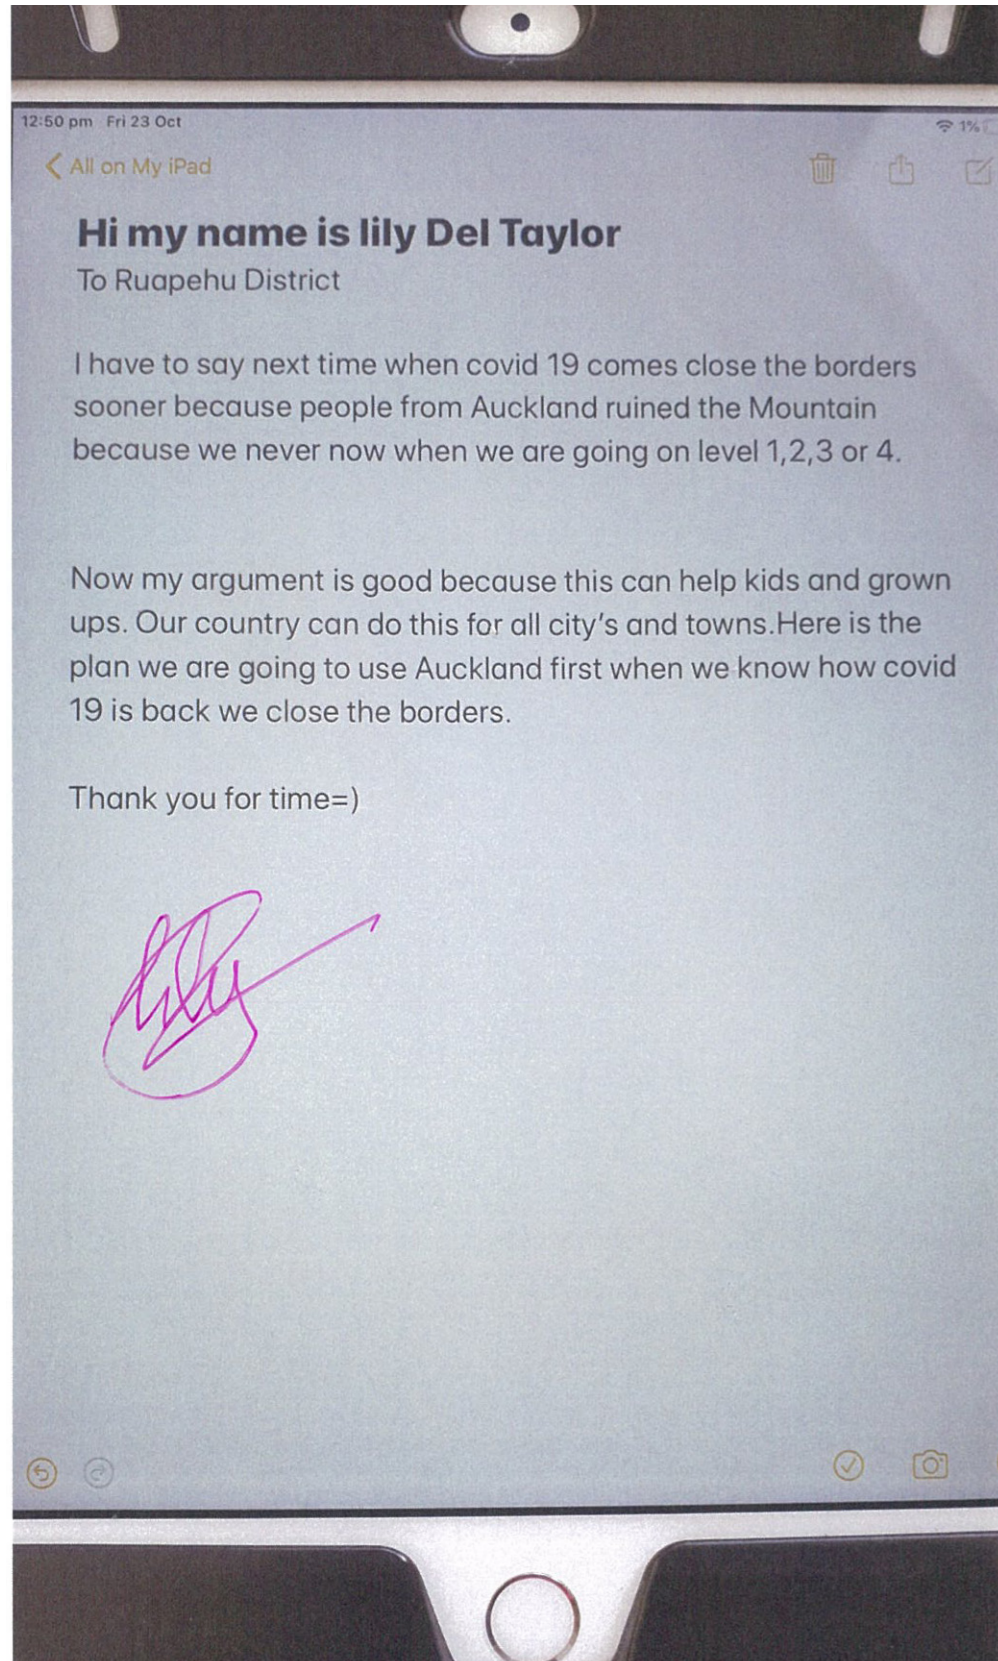 12:50 pm Fri 23 Oct
1%
All on My iPad
Hi my name is lily Del Taylor
To Ruapehu District
I have to say next time when covid 19 comes close the borders
sooner because people from Auckland ruined the Mountain
because we never now when we are going on level 1,2,3 or 4.
Now my argument is good because this can help kids and grown
ups. Our country can do this for all city's and towns.Here is the
plan we are going to use Auckland first when we know how covid
19 is back we close the borders.
Thank you for time=)
Lily